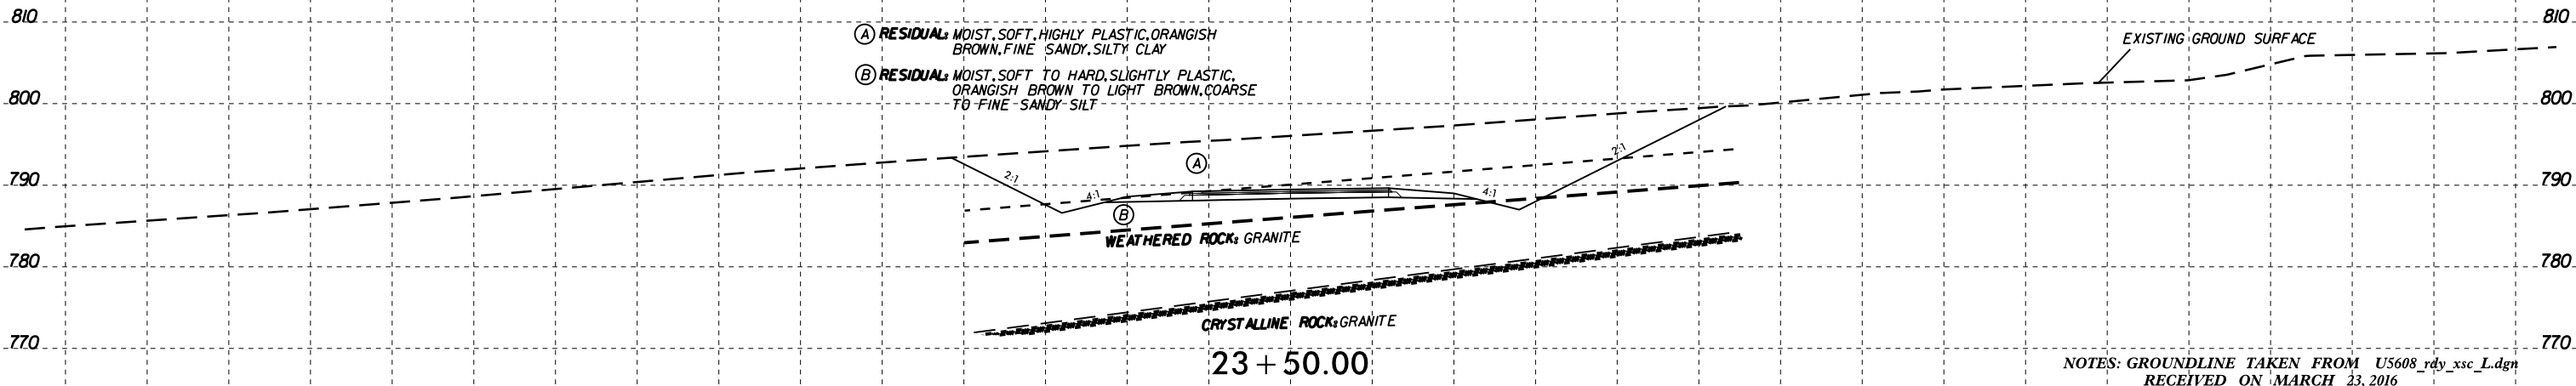 810
810
Ⓐ RESIDUAL: MOIST, SOFT, HIGHLY PLASTIC, ORANGISH
BROWN, FINE SANDY, SILTY CLAY
EXISTING GROUND SURFACE
Ⓑ RESIDUAL: MOIST, SOFT TO HARD, SLIGHTLY PLASTIC,
ORANGISH BROWN TO LIGHT BROWN, COARSE
TO FINE SANDY SILT
800
800
2:1
A
2:1
790
790
4:1
4:1
B
WEATHERED ROCK: GRANITE
780
780
CRYSTALLINE ROCK: GRANITE
770
770
23+50.00
NOTES: GROUNDLINE TAKEN FROM U5608_rdy_xsc_L.dgn
RECEIVED ON MARCH 23, 2016